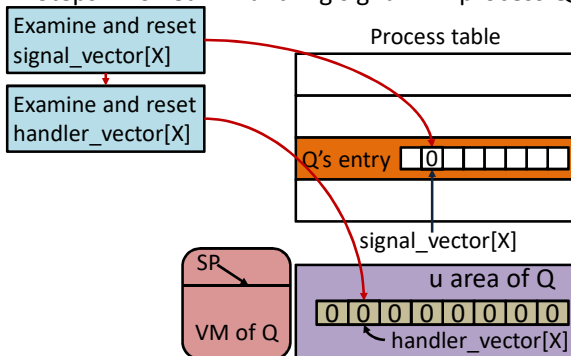 Examine and reset
signal_vector[X]
Examine and reset
handler_vector[X]
Process table
Q's entry
0
signal_vector[X]
SP
VM of Q
u area of Q
0 0 0 0 0 0 0 0
handler_vector[X]